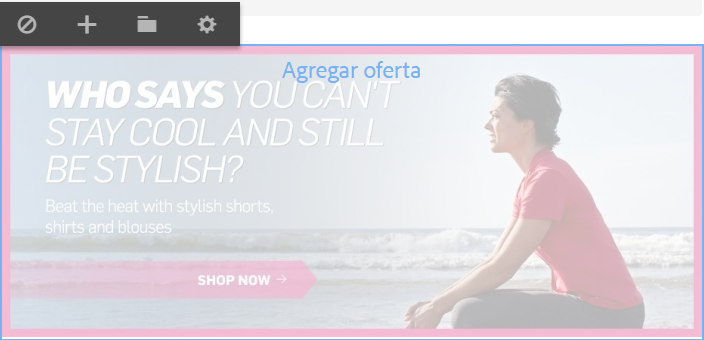 Agregar oferta
WHO SAYS YOU CAN'T
STAY COOL AND STILL
BE STYLISH?
Beat the heat with stylish shorts,
shirts and blouses
SHOP NOW →